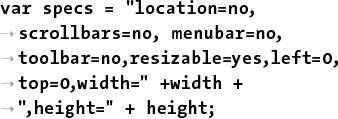 var specs = "location=no,
→scrollbars=no, menubar=no,
→toolbar=no,resizable=yes,left=0,
→top=0,width=" +width +
→",height=" + height;